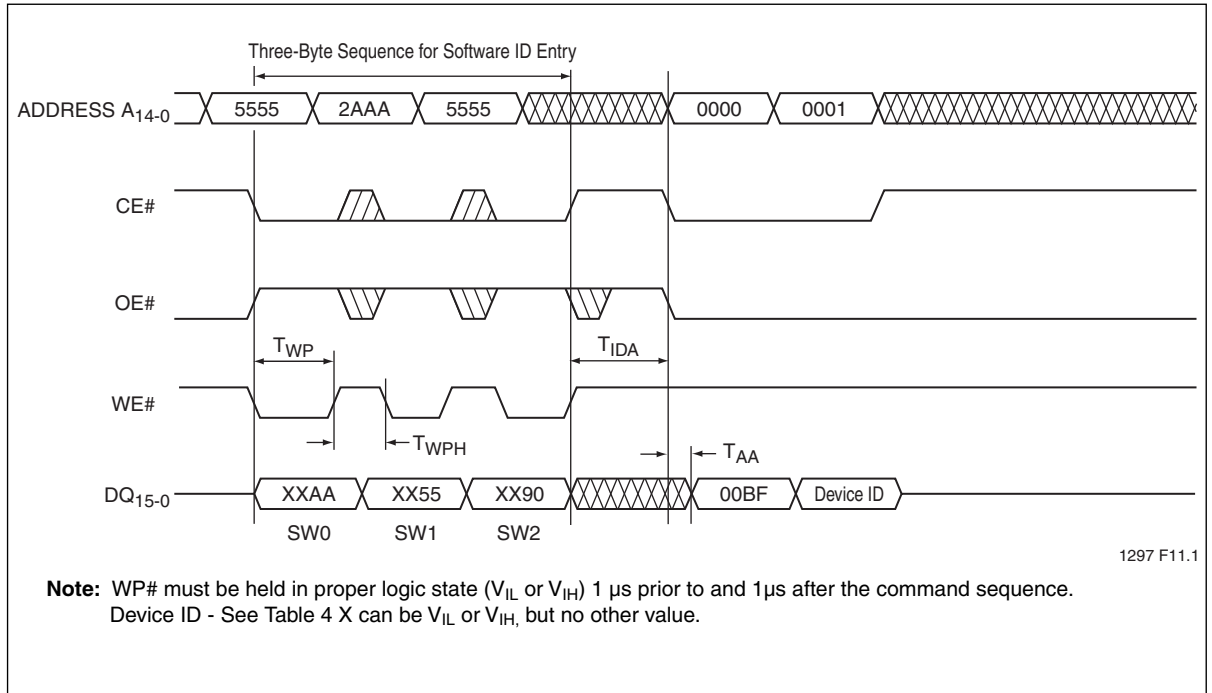 Three-Byte Sequence for Software ID Entry
ADDRESS A14-0 5555 2AAA 5555 0000 0001
CE#
OE#
TWP TIDA
WE#
TWPH TAA
DQ15-0 XXAA XX55 XX90 00BF Device ID
SW0 SW1 SW2
1297 F11.1
Note: WP# must be held in proper logic state (VIL or VIH) 1 µs prior to and 1µs after the command sequence.
Device ID - See Table 4 X can be VIL or VIH, but no other value.